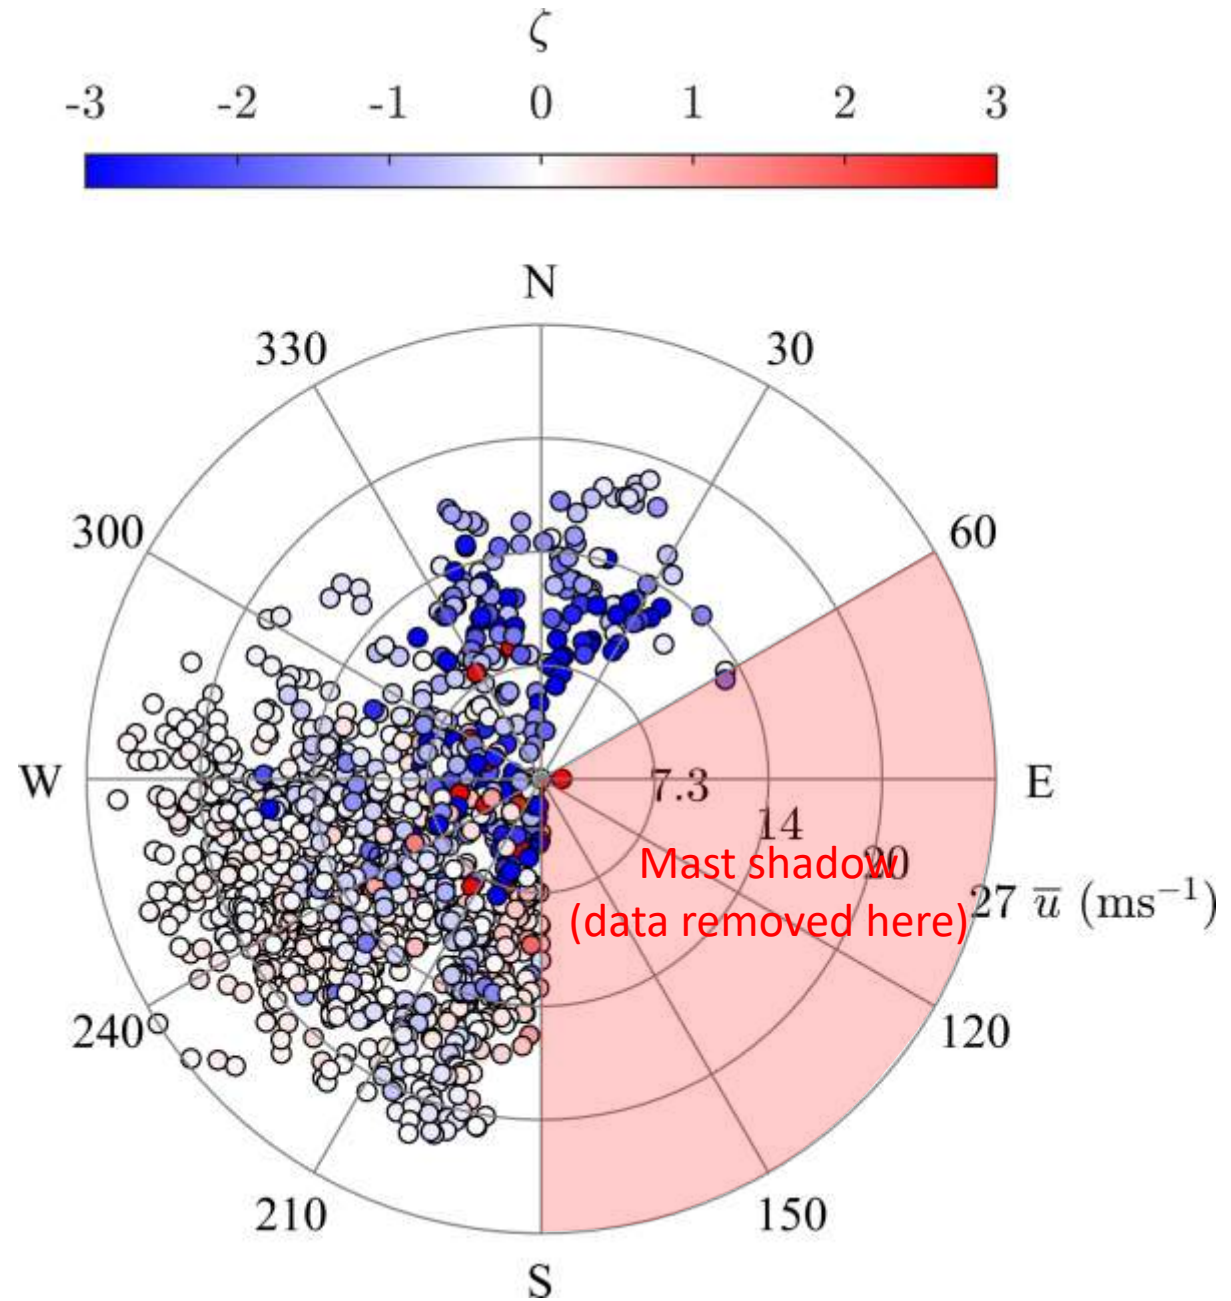 ζ
-3 -2 -1 0 1 2 3
N
330 30
300 60
W E
7.3
14
Mast shadow
20
(data removed here)
27 u̅ (ms⁻¹)
240 120
210 150
S